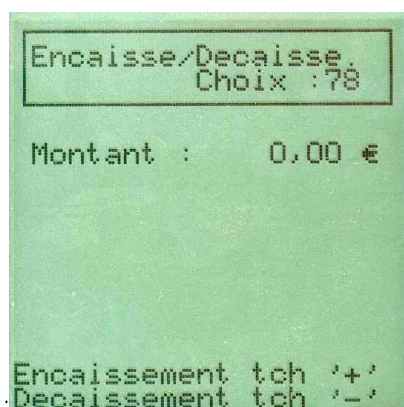 Encaisse/Decaisse.
Choix :78
Montant : 0,00 €
Encaissement tch '+'
Decaissement tch '-'